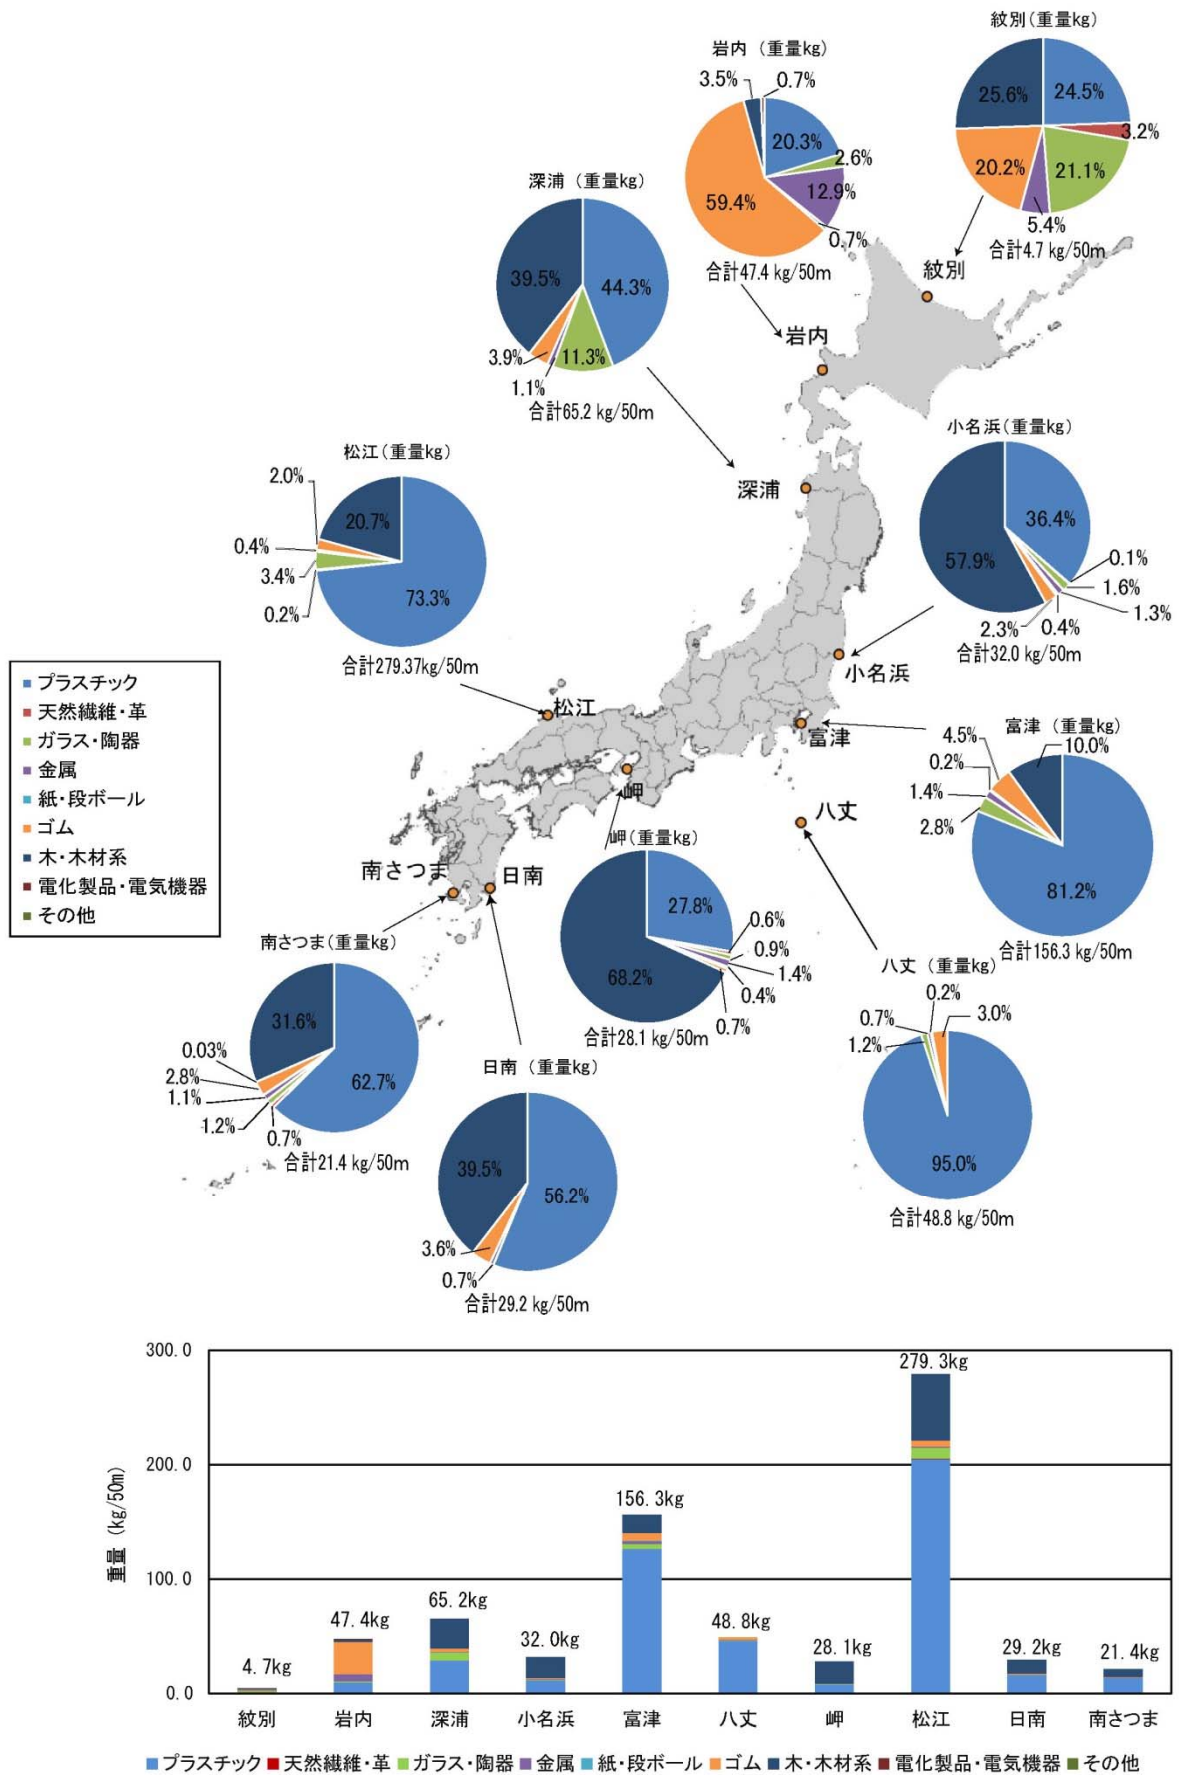 紋別(重量kg)
25.6%
24.5%
3.2%
20.2%
21.1%
5.4%
合計4.7 kg/50m
岩内 (重量kg)
3.5%
0.7%
20.3%
2.6%
12.9%
59.4%
0.7%
合計47.4 kg/50m
深浦 (重量kg)
39.5%
44.3%
3.9%
11.3%
1.1%
合計65.2 kg/50m
紋別
岩内
深浦
小名浜(重量kg)
36.4%
57.9%
0.1%
1.6%
1.3%
0.4%
2.3%
合計32.0 kg/50m
小名浜
松江(重量kg)
2.0%
20.7%
0.4%
3.4%
0.2%
73.3%
合計279.37kg/50m
松江
プラスチック
天然繊維・革
ガラス・陶器
金属
紙・段ボール
ゴム
木・木材系
電化製品・電気機器
その他
富津
富津 (重量kg)
4.5%
10.0%
0.2%
1.4%
2.8%
81.2%
合計156.3 kg/50m
岬
八丈
岬(重量kg)
27.8%
0.6%
0.9%
1.4%
0.4%
0.7%
68.2%
合計28.1 kg/50m
八丈 (重量kg)
0.2%
0.7%
3.0%
1.2%
95.0%
合計48.8 kg/50m
南さつま
日南
南さつま(重量kg)
31.6%
0.03%
2.8%
1.1%
1.2%
0.7%
62.7%
合計21.4 kg/50m
日南 (重量kg)
39.5%
56.2%
3.6%
0.7%
合計29.2 kg/50m
重量 (kg/50m)
300.0
200.0
100.0
0.0
4.7kg
47.4kg
65.2kg
32.0kg
156.3kg
48.8kg
28.1kg
279.3kg
29.2kg
21.4kg
紋別 岩内 深浦 小名浜 富津 八丈 岬 松江 日南 南さつま
プラスチック 天然繊維・革 ガラス・陶器 金属 紙・段ボール ゴム 木・木材系 電化製品・電気機器 その他